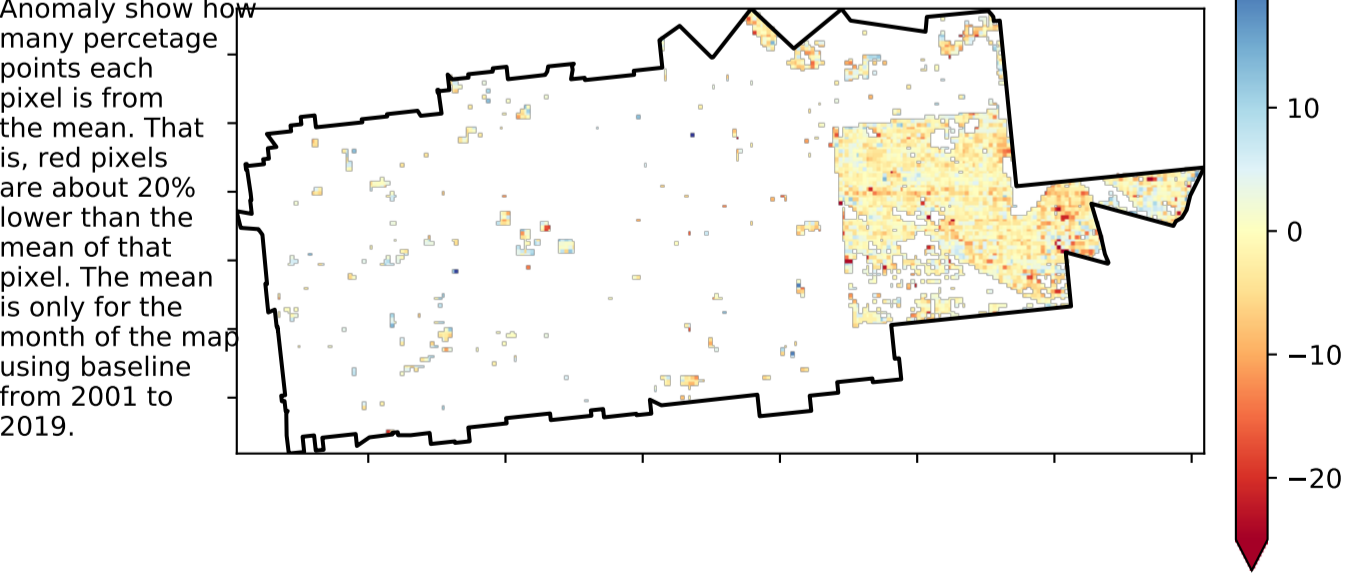 Anomaly show how
many percetage
points each
pixel is from
the mean. That
is, red pixels
are about 20%
lower than the
mean of that
pixel. The mean
is only for the
month of the map
using baseline
from 2001 to
2019.
10
0
−10
−20